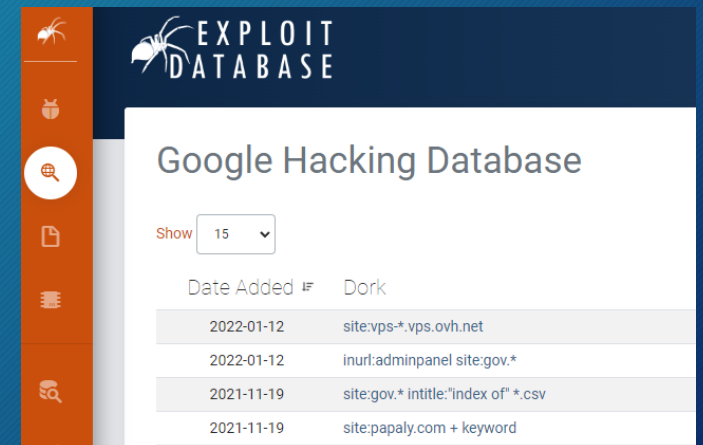 EXPLOIT
DATABASE
Google Hacking Database
Show 15
Date Added Dork
2022-01-12 site:vps-*.vps.ovh.net
2022-01-12 inurl:adminpanel site:gov.*
2021-11-19 site:gov.* intitle:"index of" *.csv
2021-11-19 site:papaly.com + keyword